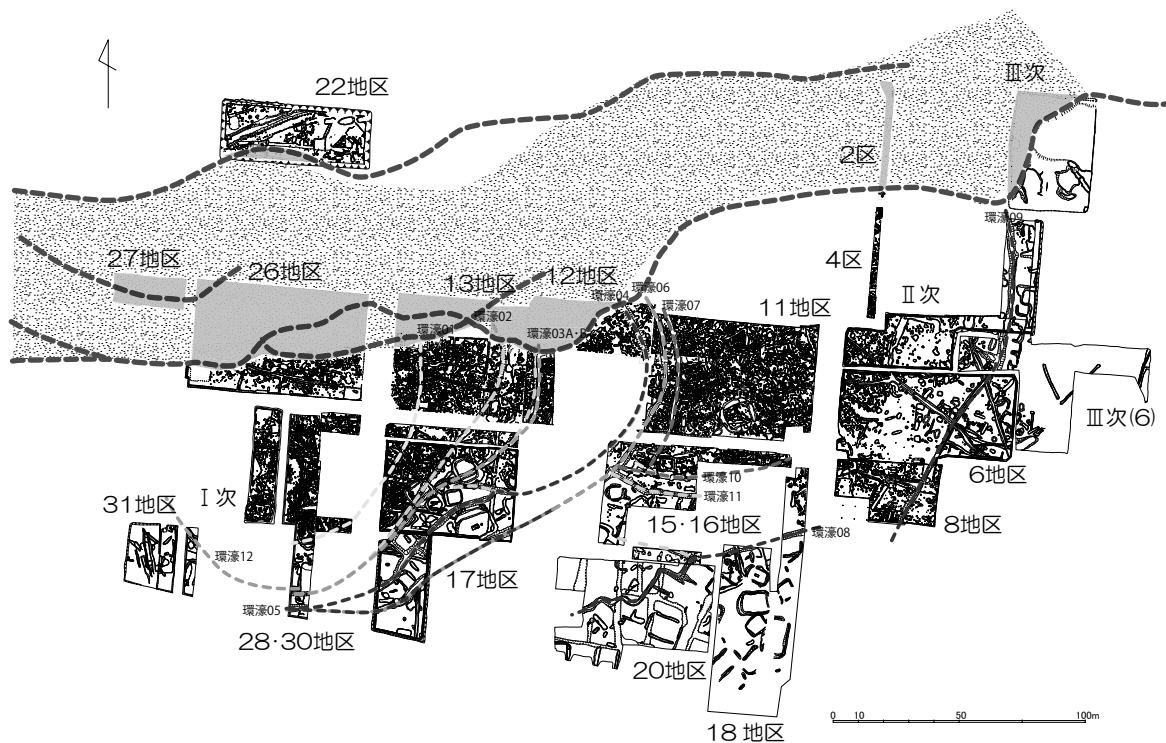 22地区
Ⅲ次
2区
環濠09
27地区
26地区
13地区
12地区
環濠06
環濠04
環濠07
4区
Ⅱ次
環濠01
環濠02
環濠03A・B
11地区
Ⅲ次(6)
6地区
環濠10
環濠11
Ⅰ次
31地区
15・16地区
8地区
環濠08
環濠12
17地区
環濠05
28・30地区
20地区
18地区
0 10 50 100m